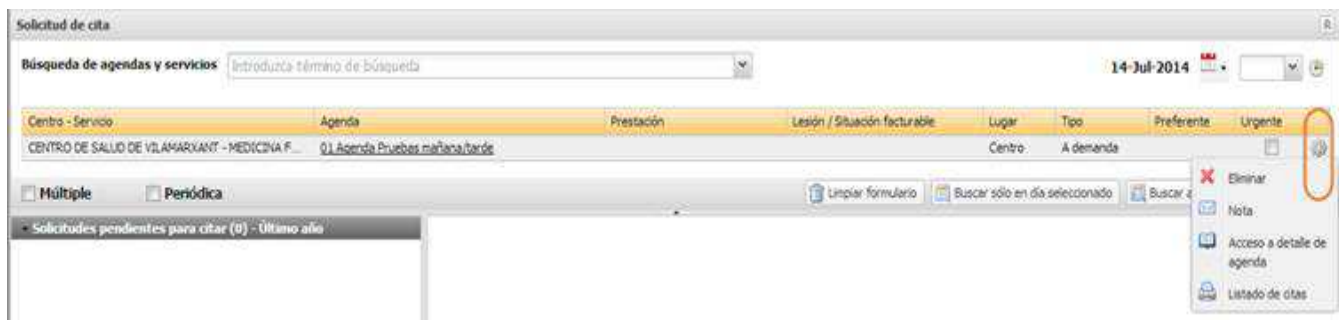 Solicitud de cita
Búsqueda de agendas y servicios Introduzca término de búsqueda 14-Jul-2014
Centro - Servicio Agenda Prestación Lesión / Situación facturable Lugar Tipo Preferente Urgente
CENTRO DE SALUD DE VILAMARXANT - MEDICINA F... 01 Agenda Pruebas mañana/tarde Centro A demanda
Múltiple Periódica Limpiar formulario Buscar sólo en día seleccionado Buscar a
Eliminar
Nota
Solicitudes pendientes para citar (0) - Último año
Acceso a detalle de
agenda
Listado de citas